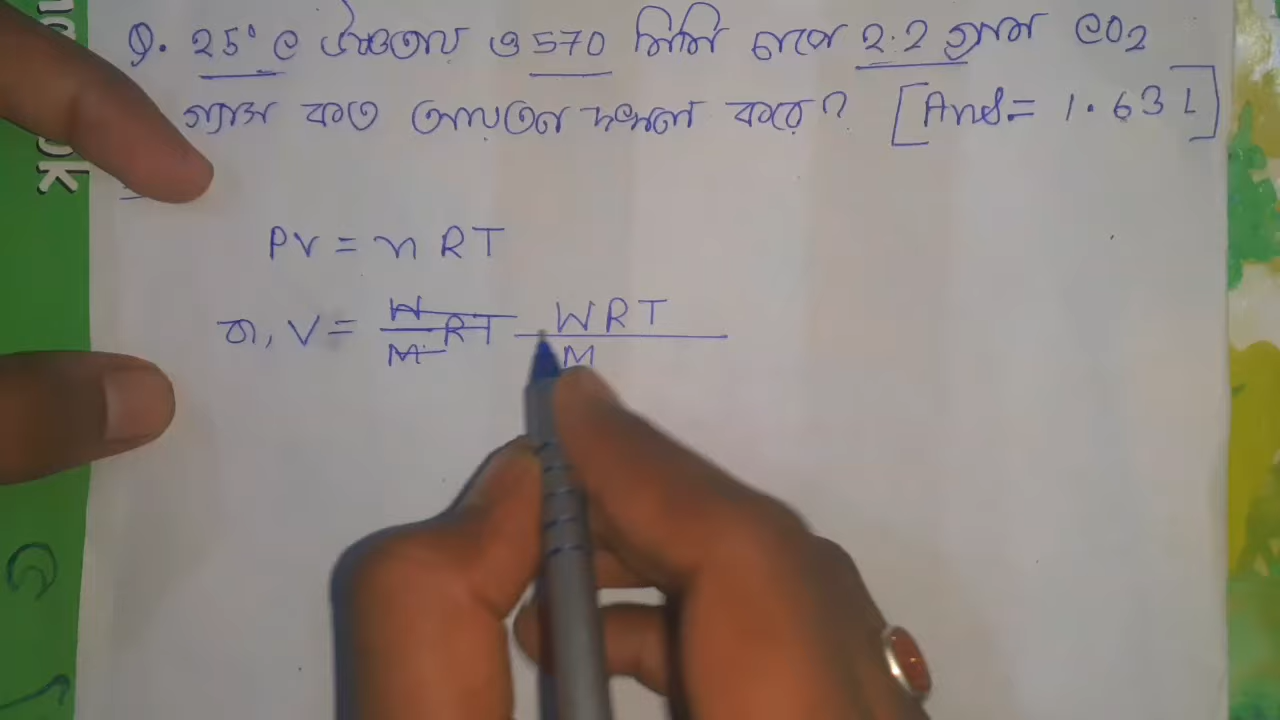 Q. 25° C উষ্ণতায় ও 570 মিমি চাপে 2.2 গ্রাম CO2
গ্যাস কত আয়তন দখল করে? [Ans = 1.63 L]
PV = n RT
বা, V = W/M RT WRT/M